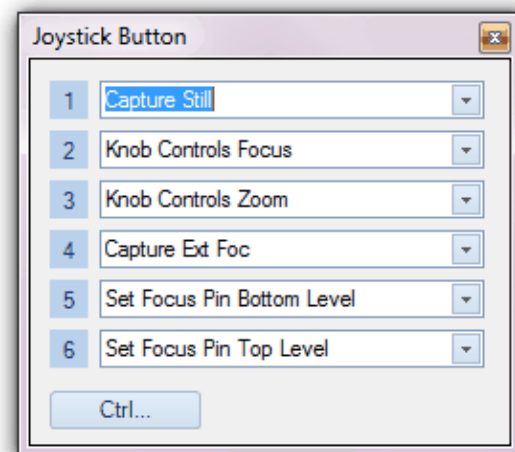 Joystick Button
1 Capture Still
2 Knob Controls Focus
3 Knob Controls Zoom
4 Capture Ext Foc
5 Set Focus Pin Bottom Level
6 Set Focus Pin Top Level
Ctrl...